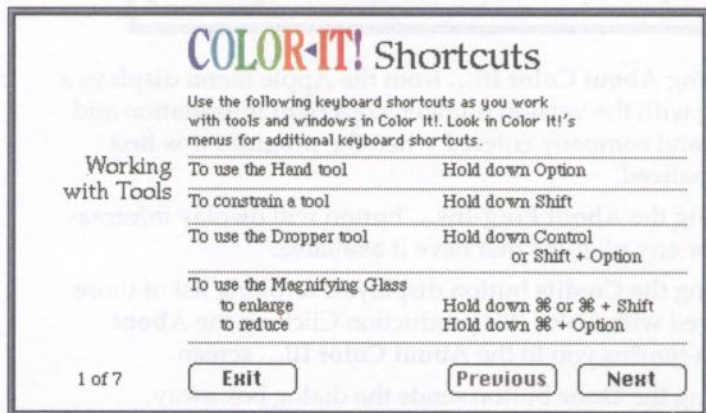 COLOR IT! Shortcuts
Use the following keyboard shortcuts as you work
with tools and windows in Color It!. Look in Color It!'s
menus for additional keyboard shortcuts.
Working
with Tools
To use the Hand tool Hold down Option
To constrain a tool Hold down Shift
To use the Dropper tool Hold down Control
or Shift + Option
To use the Magnifying Glass
to enlarge Hold down ⌘ or ⌘ + Shift
to reduce Hold down ⌘ + Option
1 of 7 Exit Previous Next